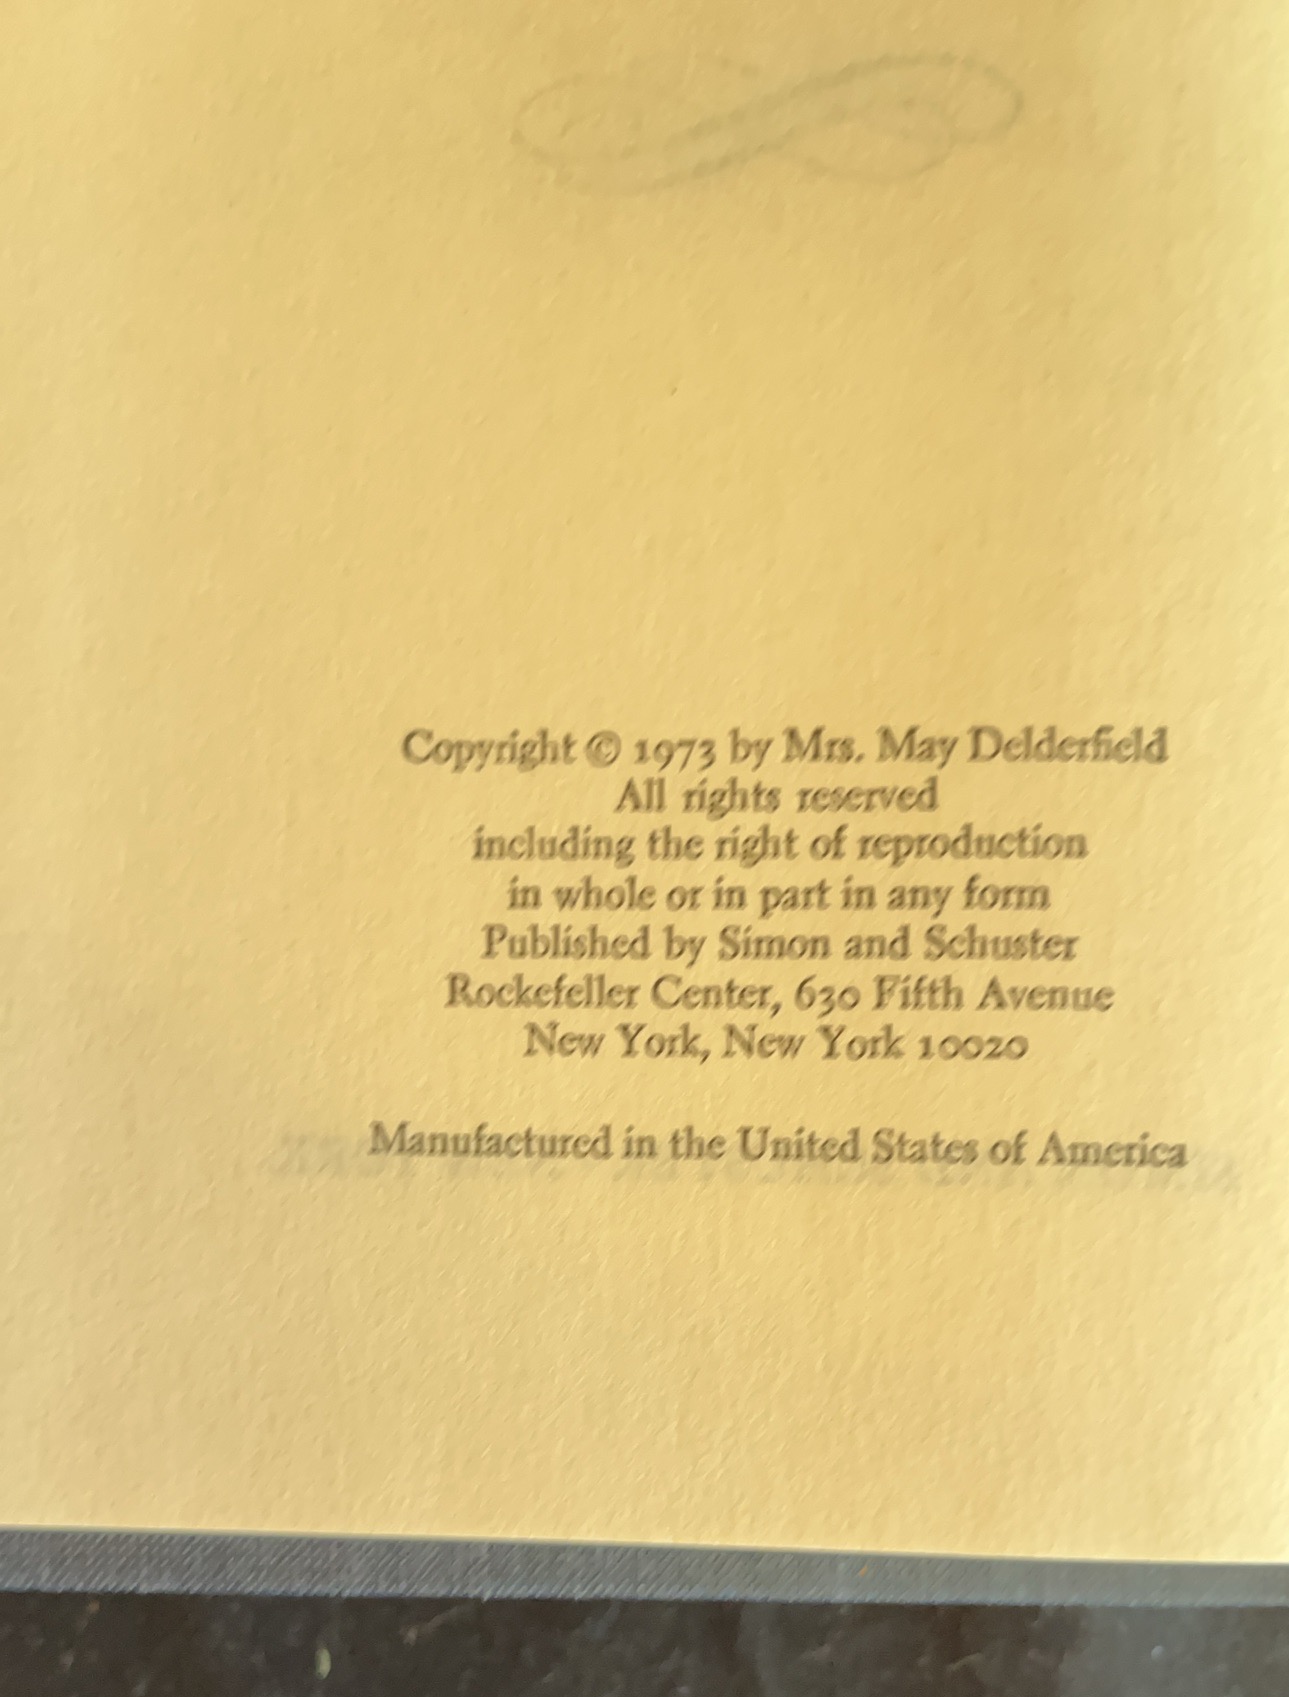 Copyright © 1973 by Mrs. May Delderfield
All rights reserved
including the right of reproduction
in whole or in part in any form
Published by Simon and Schuster
Rockefeller Center, 630 Fifth Avenue
New York, New York 10020
Manufactured in the United States of America